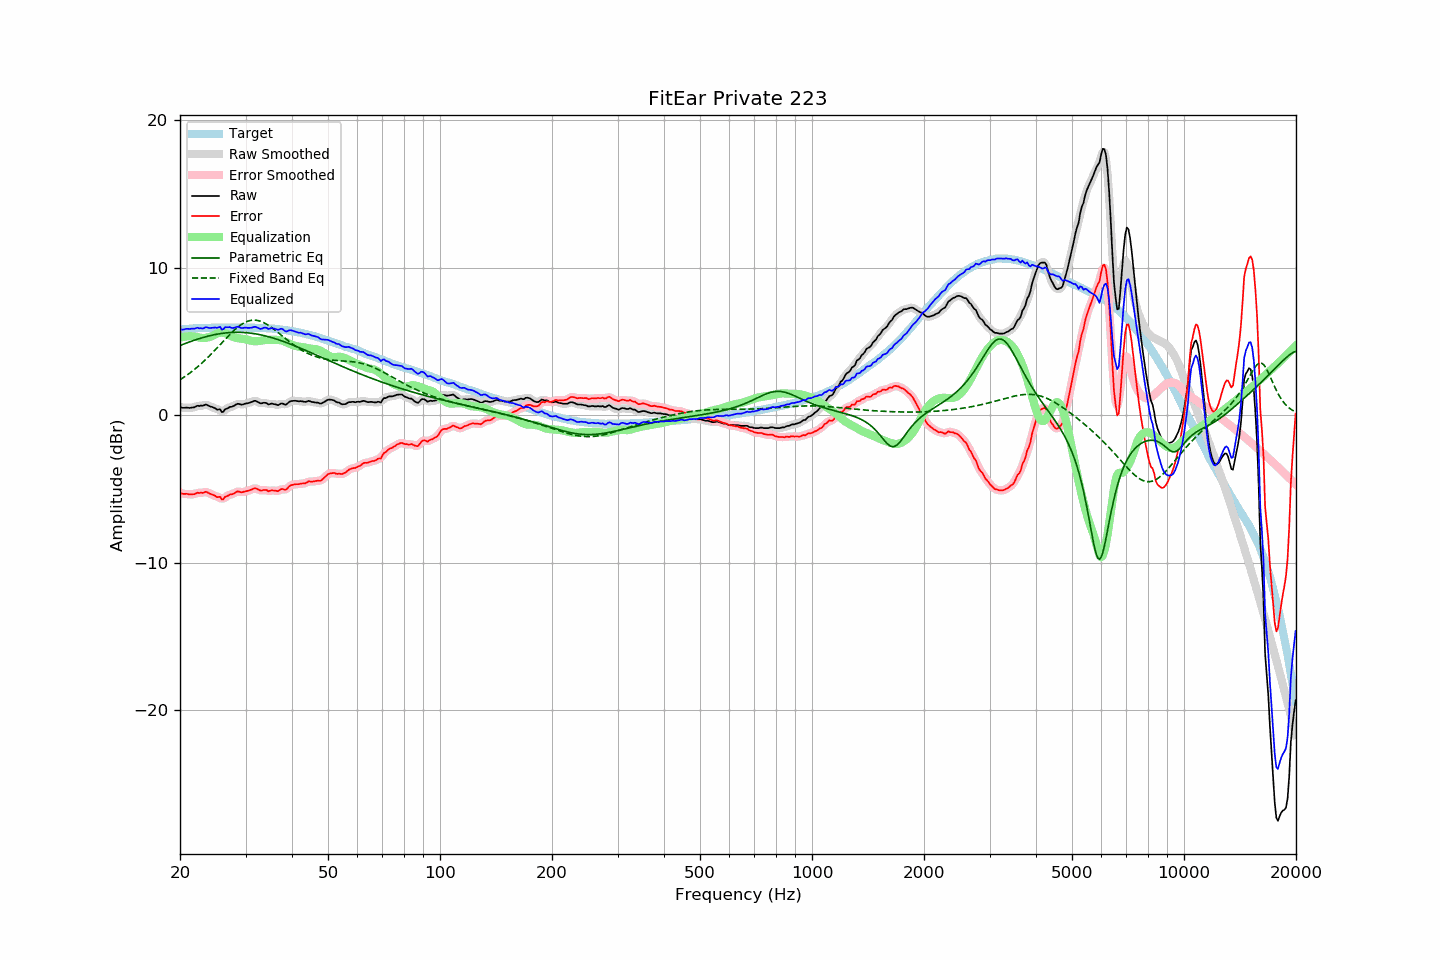 FitEar Private 223
20
10
0
−10
−20
Amplitude (dBr)
Target
Raw Smoothed
Error Smoothed
Raw
Error
Equalization
Parametric Eq
Fixed Band Eq
Equalized
20 50 100 200 500 1000 2000 5000 10000 20000
Frequency (Hz)